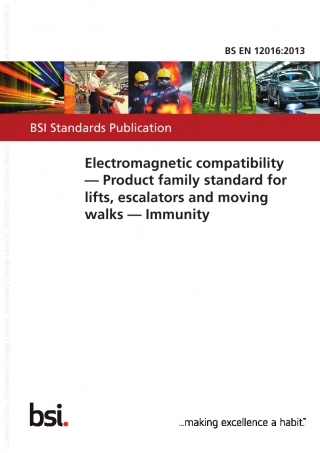 BS EN 12016:2013
BSI Standards Publication
Electromagnetic compatibility
— Product family standard for
lifts, escalators and moving
walks — Immunity
bsi.
...making excellence a habit.™